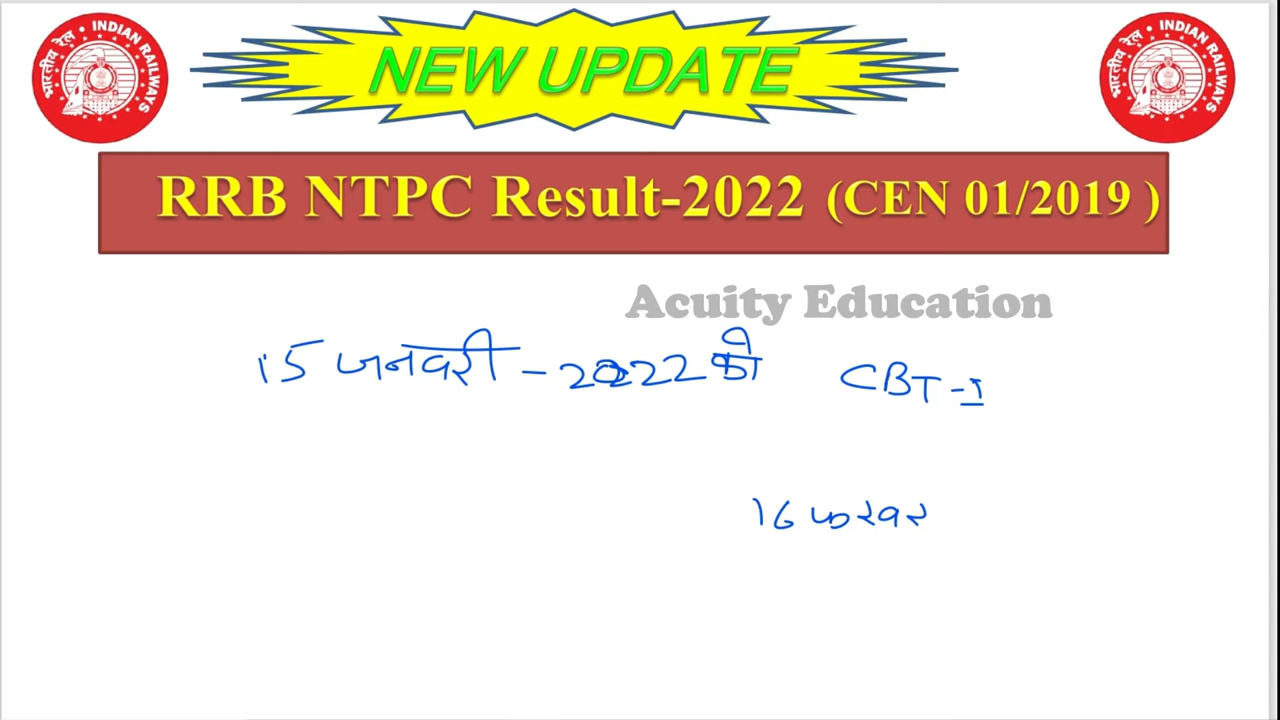 भारतीय रेल • INDIAN RAILWAYS
NEW UPDATE
भारतीय रेल • INDIAN RAILWAYS
RRB NTPC Result-2022 (CEN 01/2019 )
Acuity Education
15 जनवरी - 2022 को CBT-I
16 फरवर